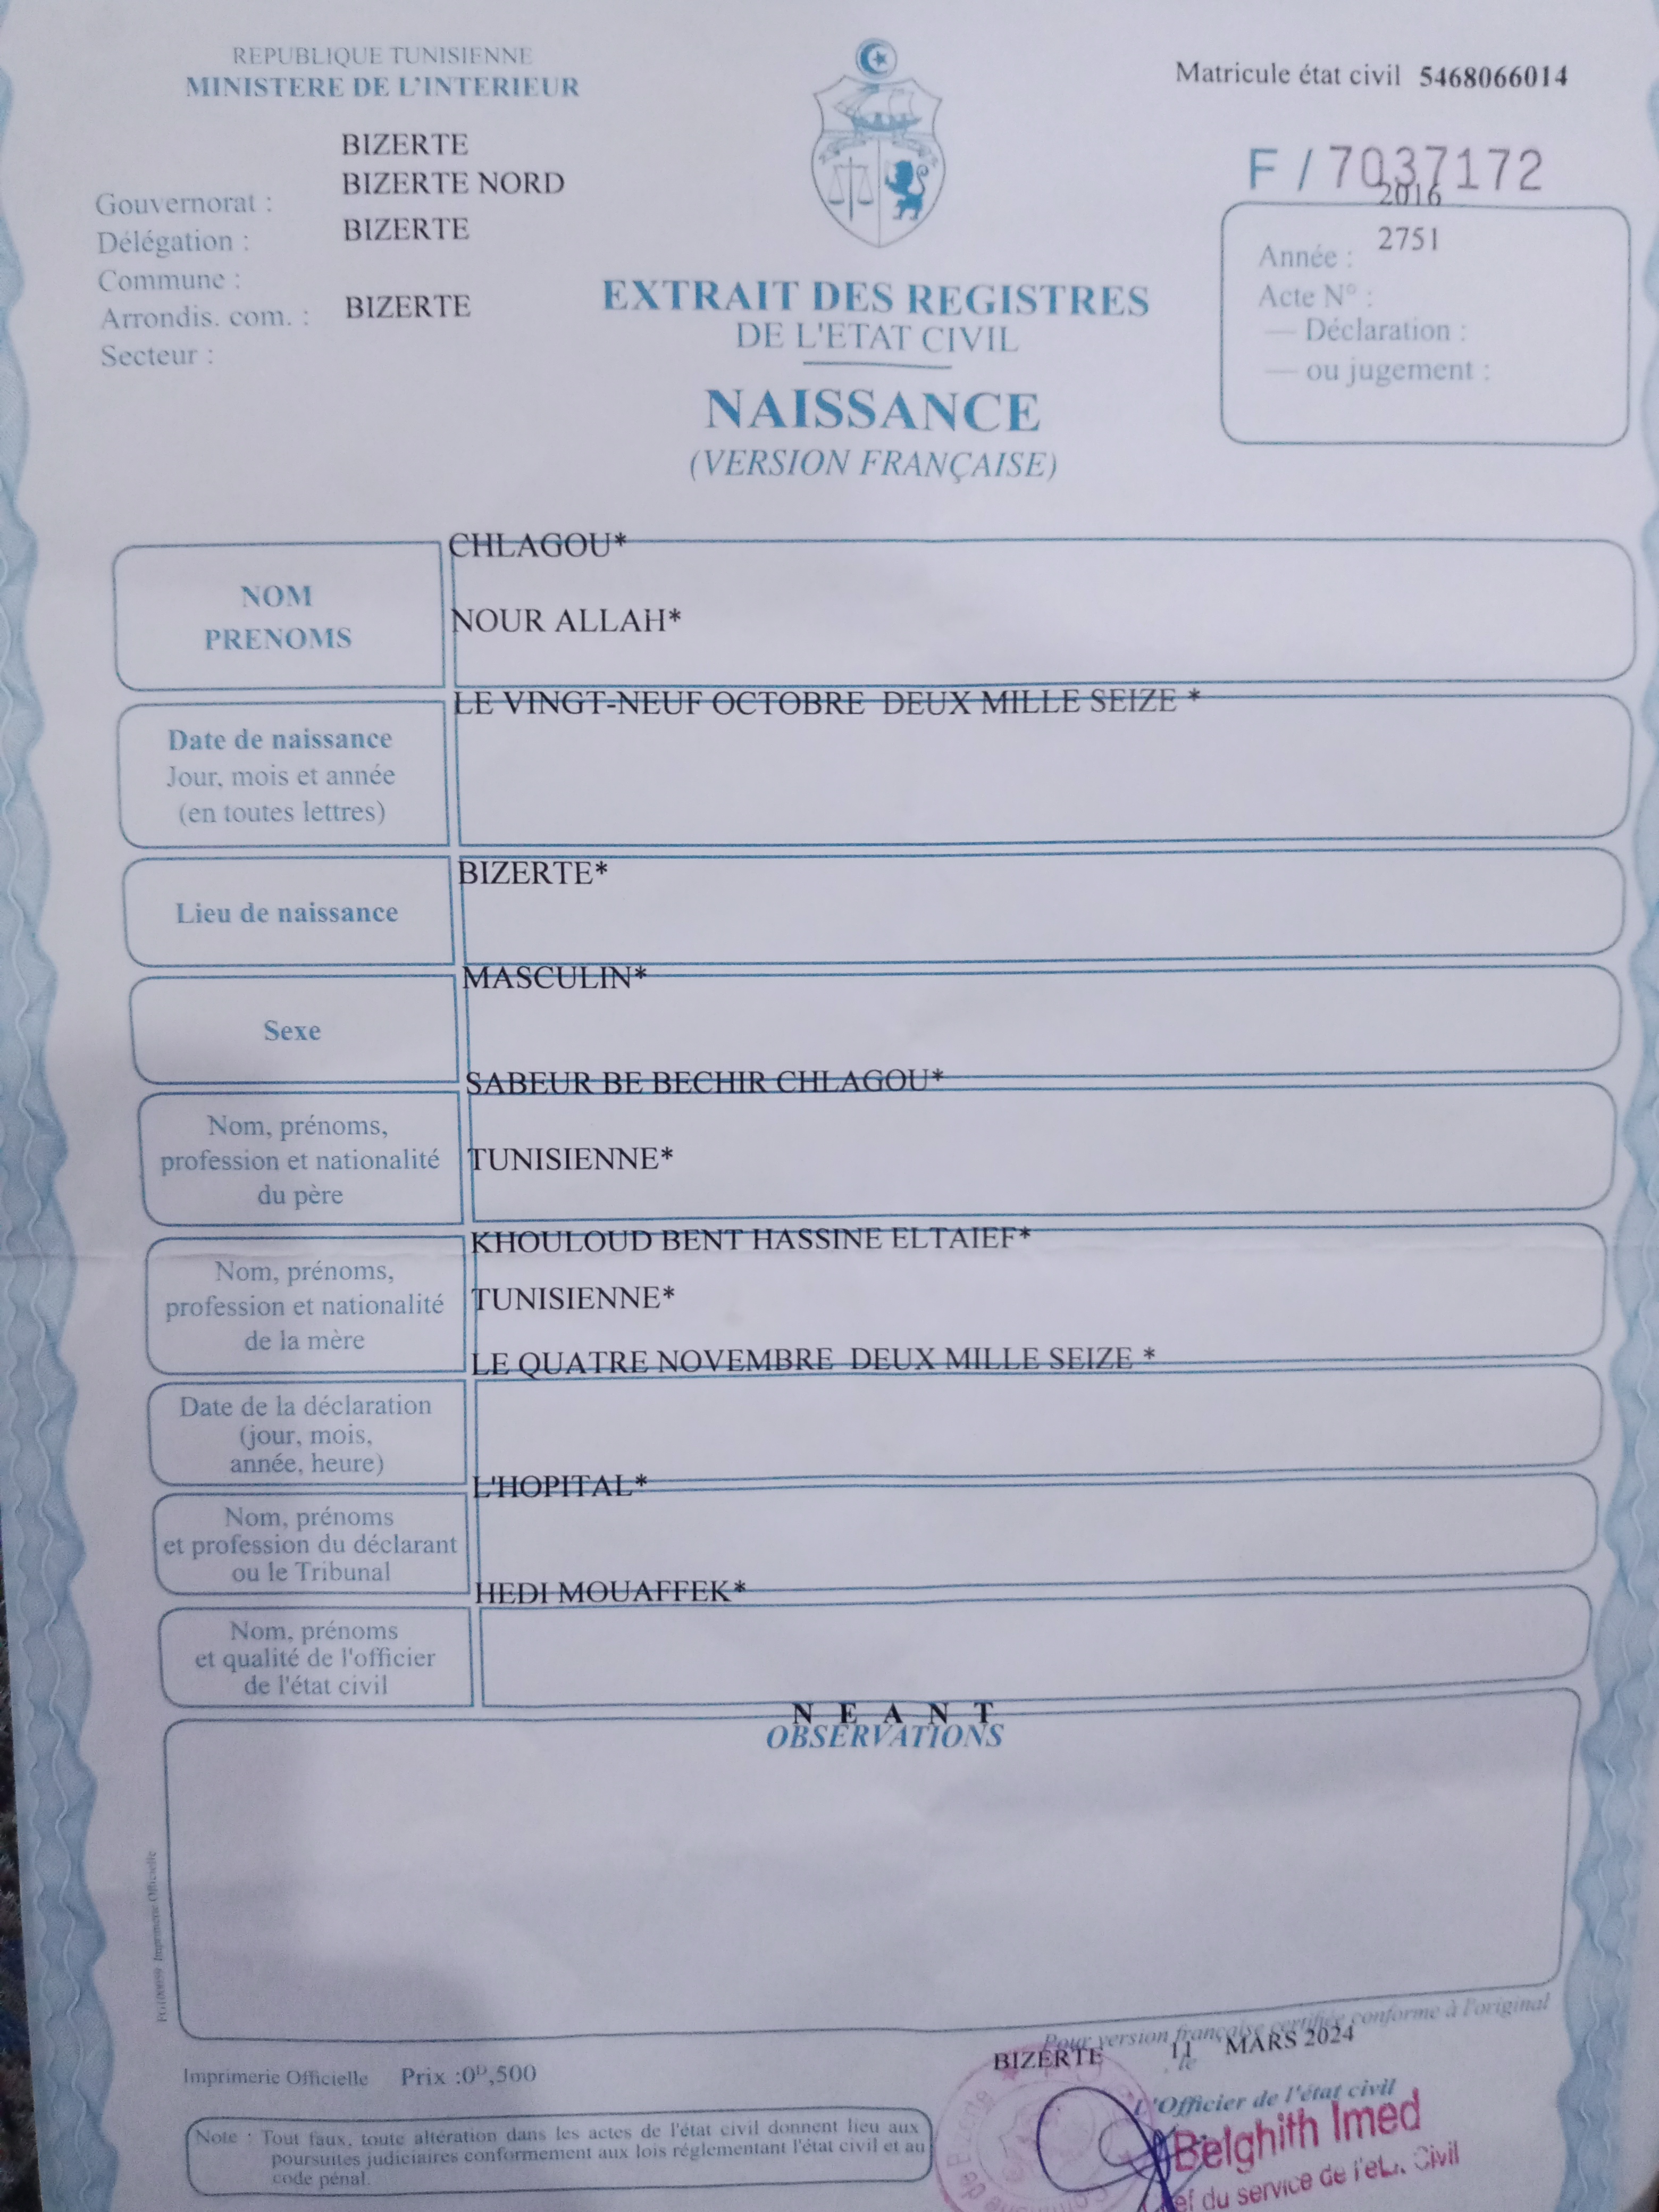 REPUBLIQUE TUNISIENNE
MINISTERE DE L'INTERIEUR
Matricule état civil 5468066014
BIZERTE
BIZERTE NORD
BIZERTE
BIZERTE
Gouvernorat :
Délégation :
Commune :
Arrondis. com. :
Secteur :
F / 7037172
2016
2751
Année :
Acte N° :
— Déclaration :
— ou jugement :
EXTRAIT DES REGISTRES
DE L'ETAT CIVIL
NAISSANCE
(VERSION FRANÇAISE)
NOM
PRENOMS
CHLAGOU*
NOUR ALLAH*
Date de naissance
Jour, mois et année
(en toutes lettres)
LE VINGT-NEUF OCTOBRE DEUX MILLE SEIZE *
Lieu de naissance
BIZERTE*
Sexe
MASCULIN*
Nom, prénoms,
profession et nationalité
du père
SABEUR BE BECHIR CHLAGOU*
TUNISIENNE*
Nom, prénoms,
profession et nationalité
de la mère
KHOULOUD BENT HASSINE ELTAIEF*
TUNISIENNE*
Date de la déclaration
(jour, mois,
année, heure)
LE QUATRE NOVEMBRE DEUX MILLE SEIZE *
Nom, prénoms
et profession du déclarant
ou le Tribunal
L'HOPITAL*
Nom, prénoms
et qualité de l'officier
de l'état civil
HEDI MOUAFFEK*
N E A N T
OBSERVATIONS
Imprimerie Officielle
Pour version française certifiée conforme à l'original
BIZERTE le 11 MARS 2024
L'Officier de l'état civil
Belghith Imed
du service de l'et. Civil
Imprimerie Officielle Prix :0ᴰ,500
Note : Tout faux, toute altération dans les actes de l'état civil donnent lieu aux
poursuites judiciaires conformement aux lois réglementant l'état civil et au
code pénal.